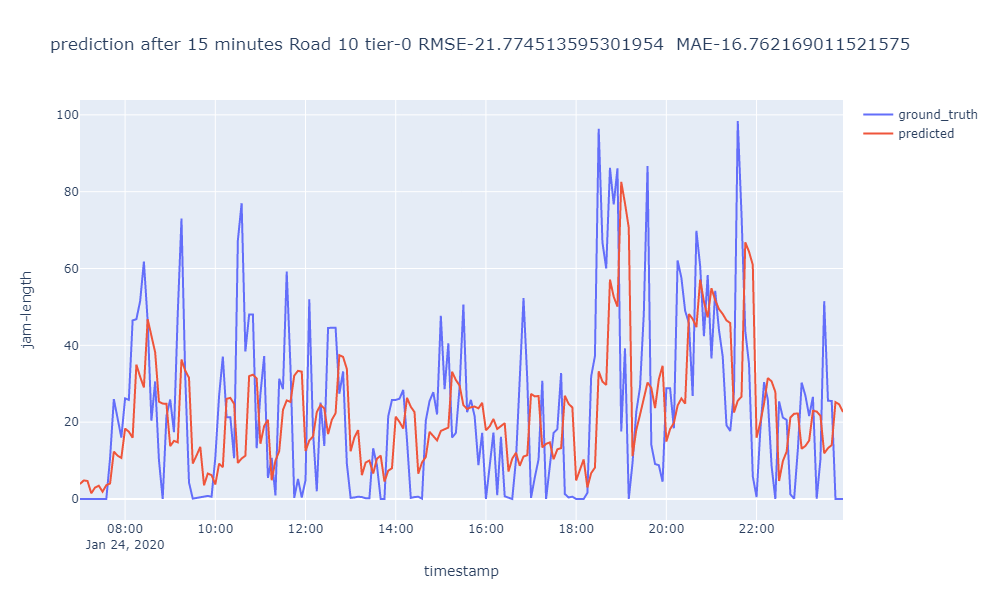 prediction after 15 minutes Road 10 tier-0 RMSE-21.774513595301954  MAE-16.762169011521575
ground_truth
predicted
100
80
60
40
20
0
jam-length
08:00 10:00 12:00 14:00 16:00 18:00 20:00 22:00
Jan 24, 2020
timestamp